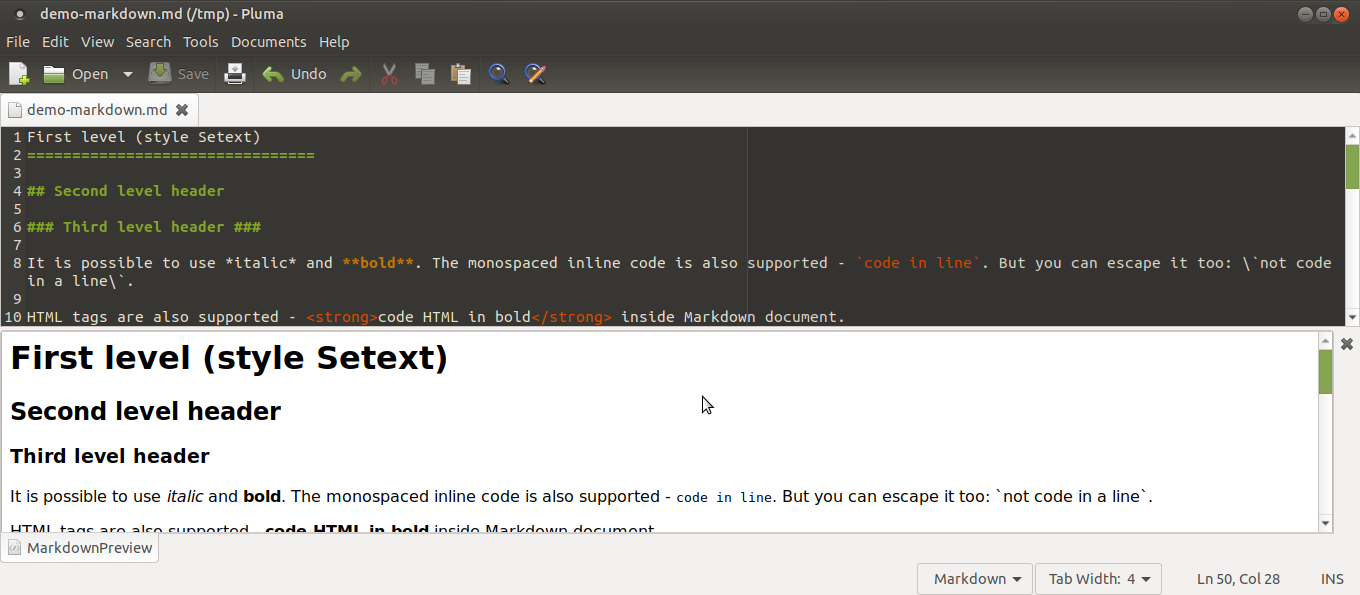 demo-markdown.md (/tmp) - Pluma
File Edit View Search Tools Documents Help
Open Save Undo
demo-markdown.md
1 First level (style Setext)
2 ================================
3
4 ## Second level header
5
6 ### Third level header ###
7
8 It is possible to use *italic* and **bold**. The monospaced inline code is also supported - `code in line`. But you can escape it too: \`not code
in a line\`.
9
10 HTML tags are also supported - <strong>code HTML in bold</strong> inside Markdown document.
First level (style Setext)
Second level header
Third level header
It is possible to use italic and bold. The monospaced inline code is also supported - code in line. But you can escape it too: `not code in a line`.
HTML tags are also supported - code HTML in bold inside Markdown document.
MarkdownPreview
Markdown Tab Width: 4 Ln 50, Col 28 INS